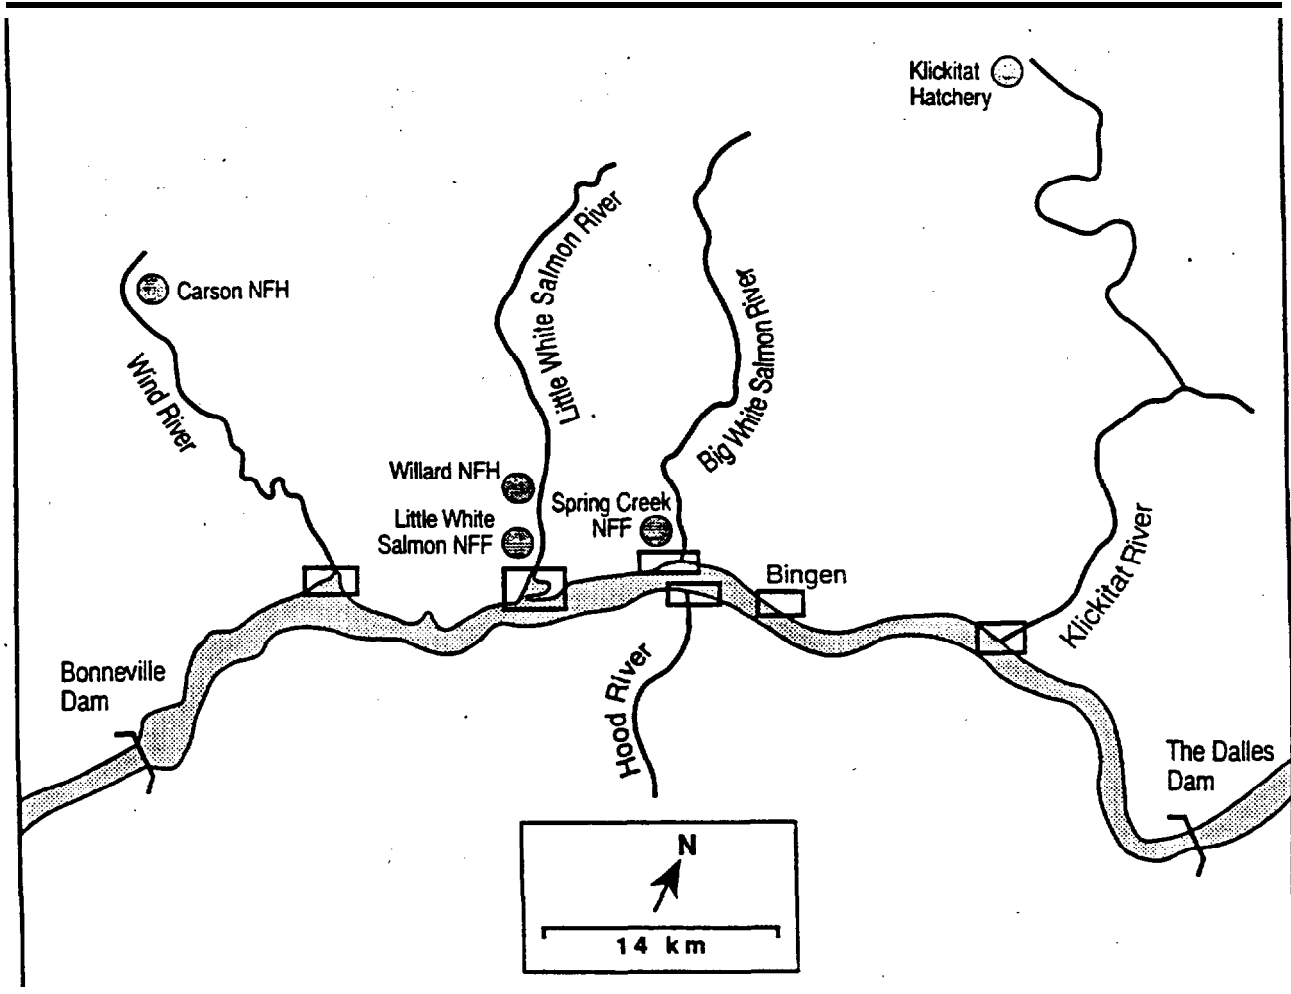 Klickitat
Hatchery
Little White Salmon River
Big White Salmon River
Carson NFH
Wind River
Willard NFH
Little White
Salmon NFF
Spring Creek
NFF
Bingen
Klickitat River
Bonneville
Dam
Hood River
The Dalles
Dam
N
14 km